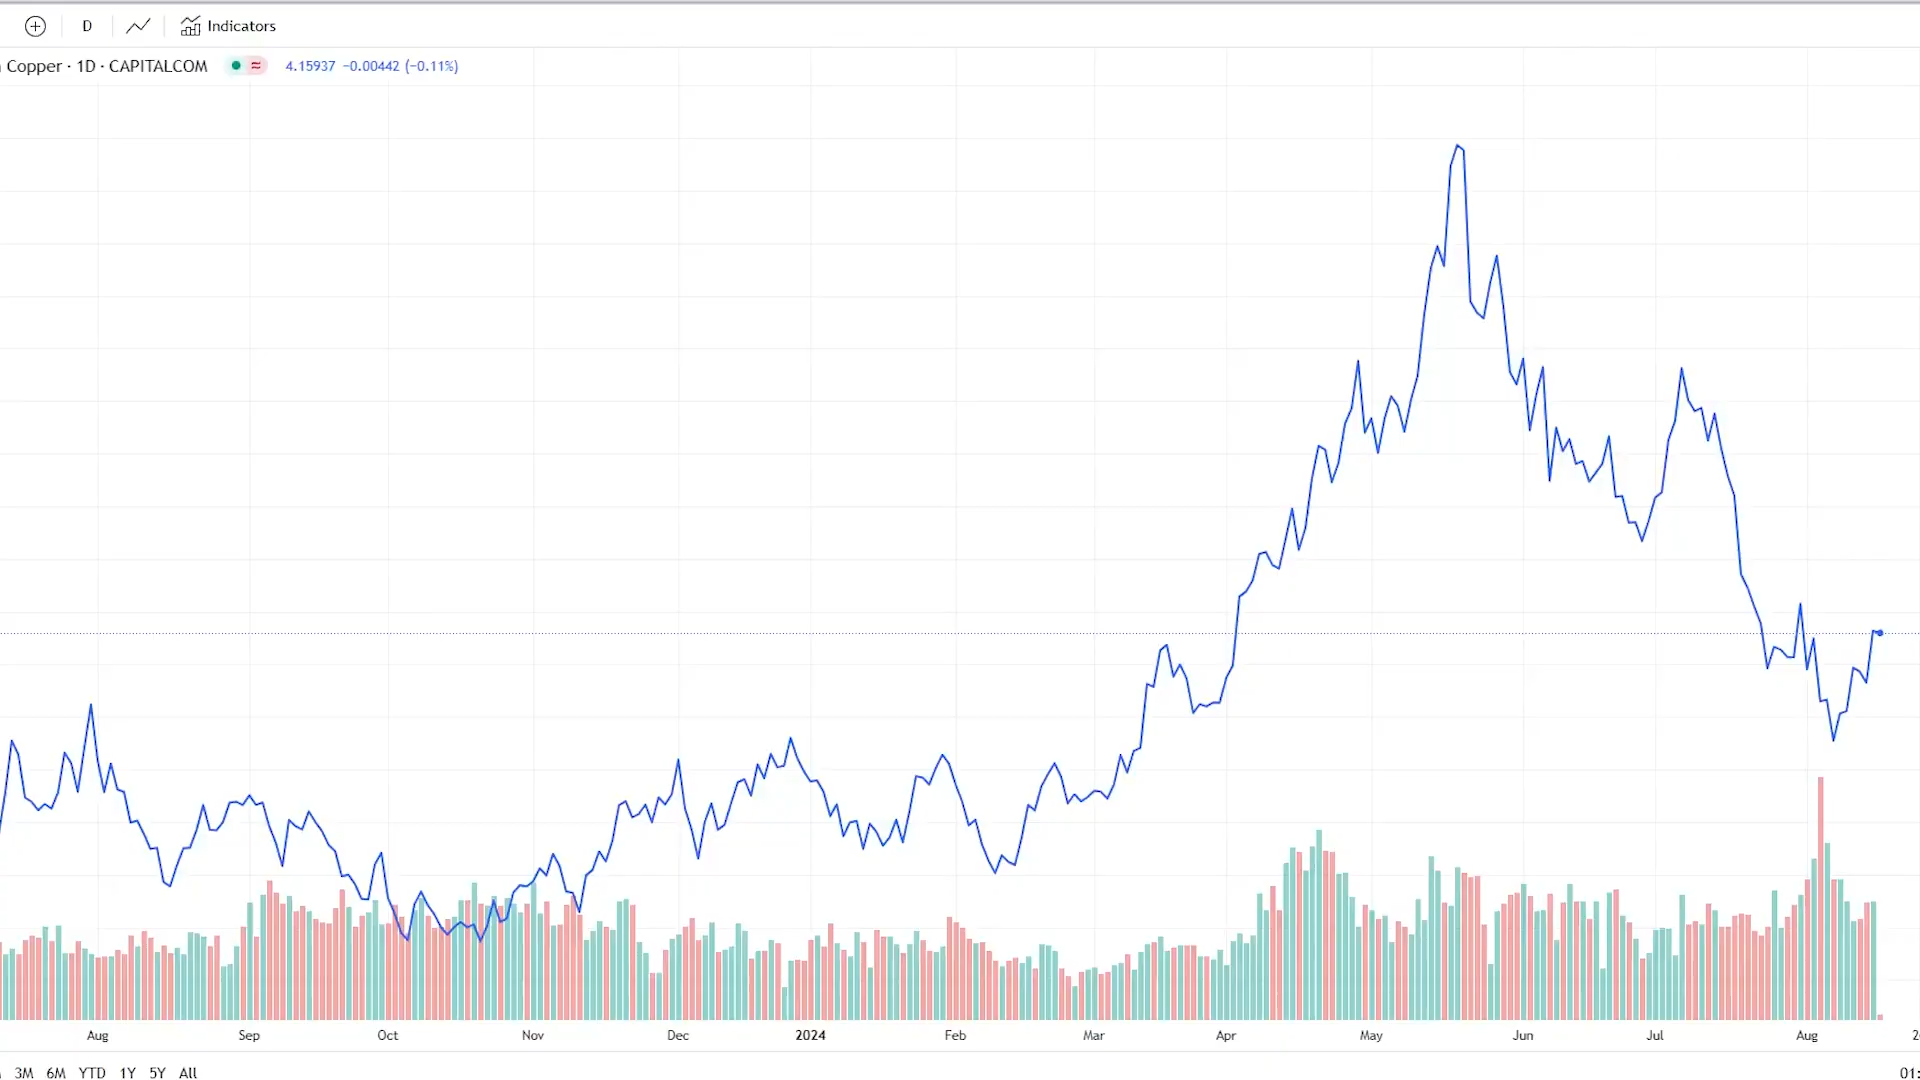 D Indicators
Copper · 1D · CAPITALCOM ≈ 4.15937 −0.00442 (−0.11%)
Aug Sep Oct Nov Dec 2024 Feb Mar Apr May Jun Jul Aug
3M 6M YTD 1Y 5Y All 01: